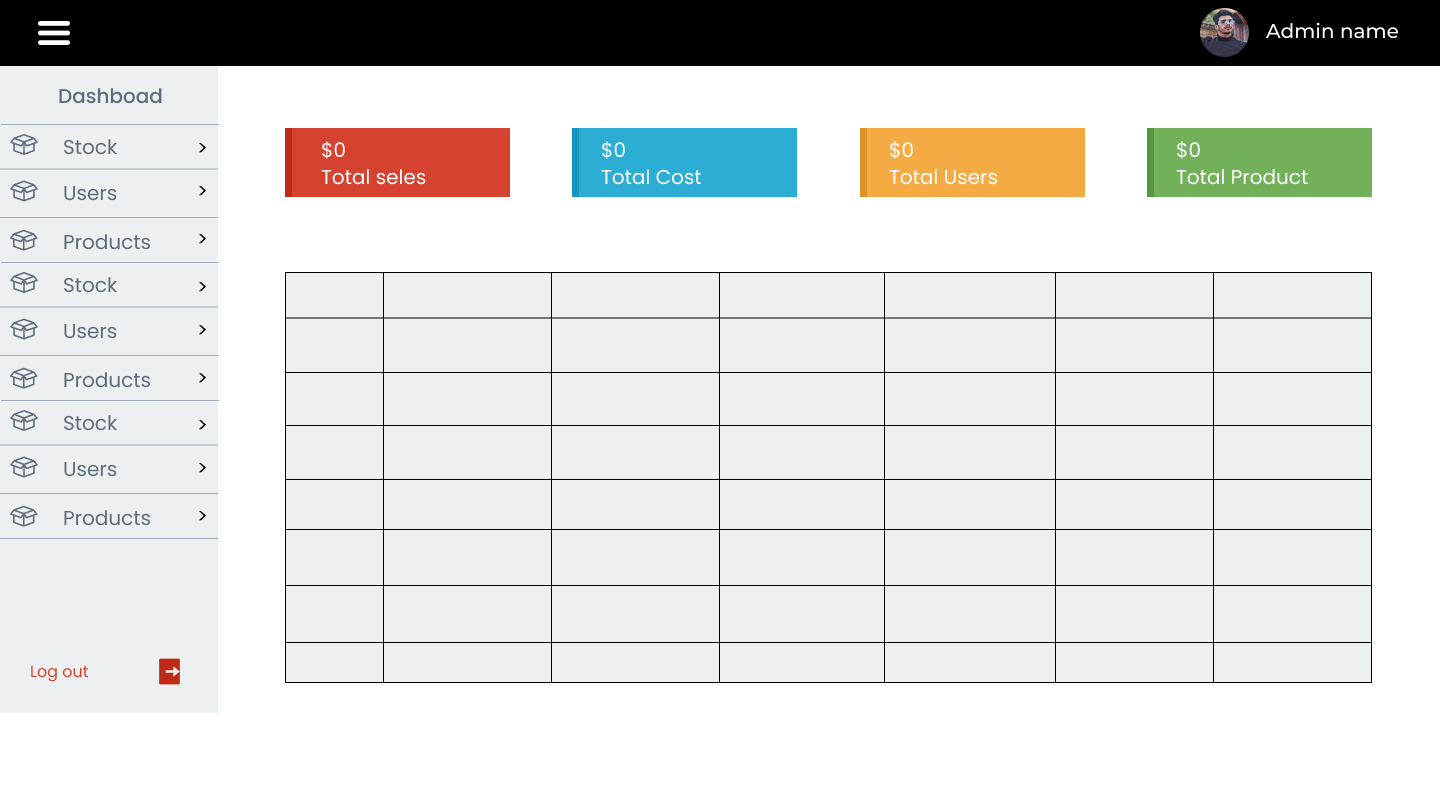 Admin name
Dashboad
Stock
Users
Products
Stock
Users
Products
Stock
Users
Products
Log out
$0
Total seles
$0
Total Cost
$0
Total Users
$0
Total Product